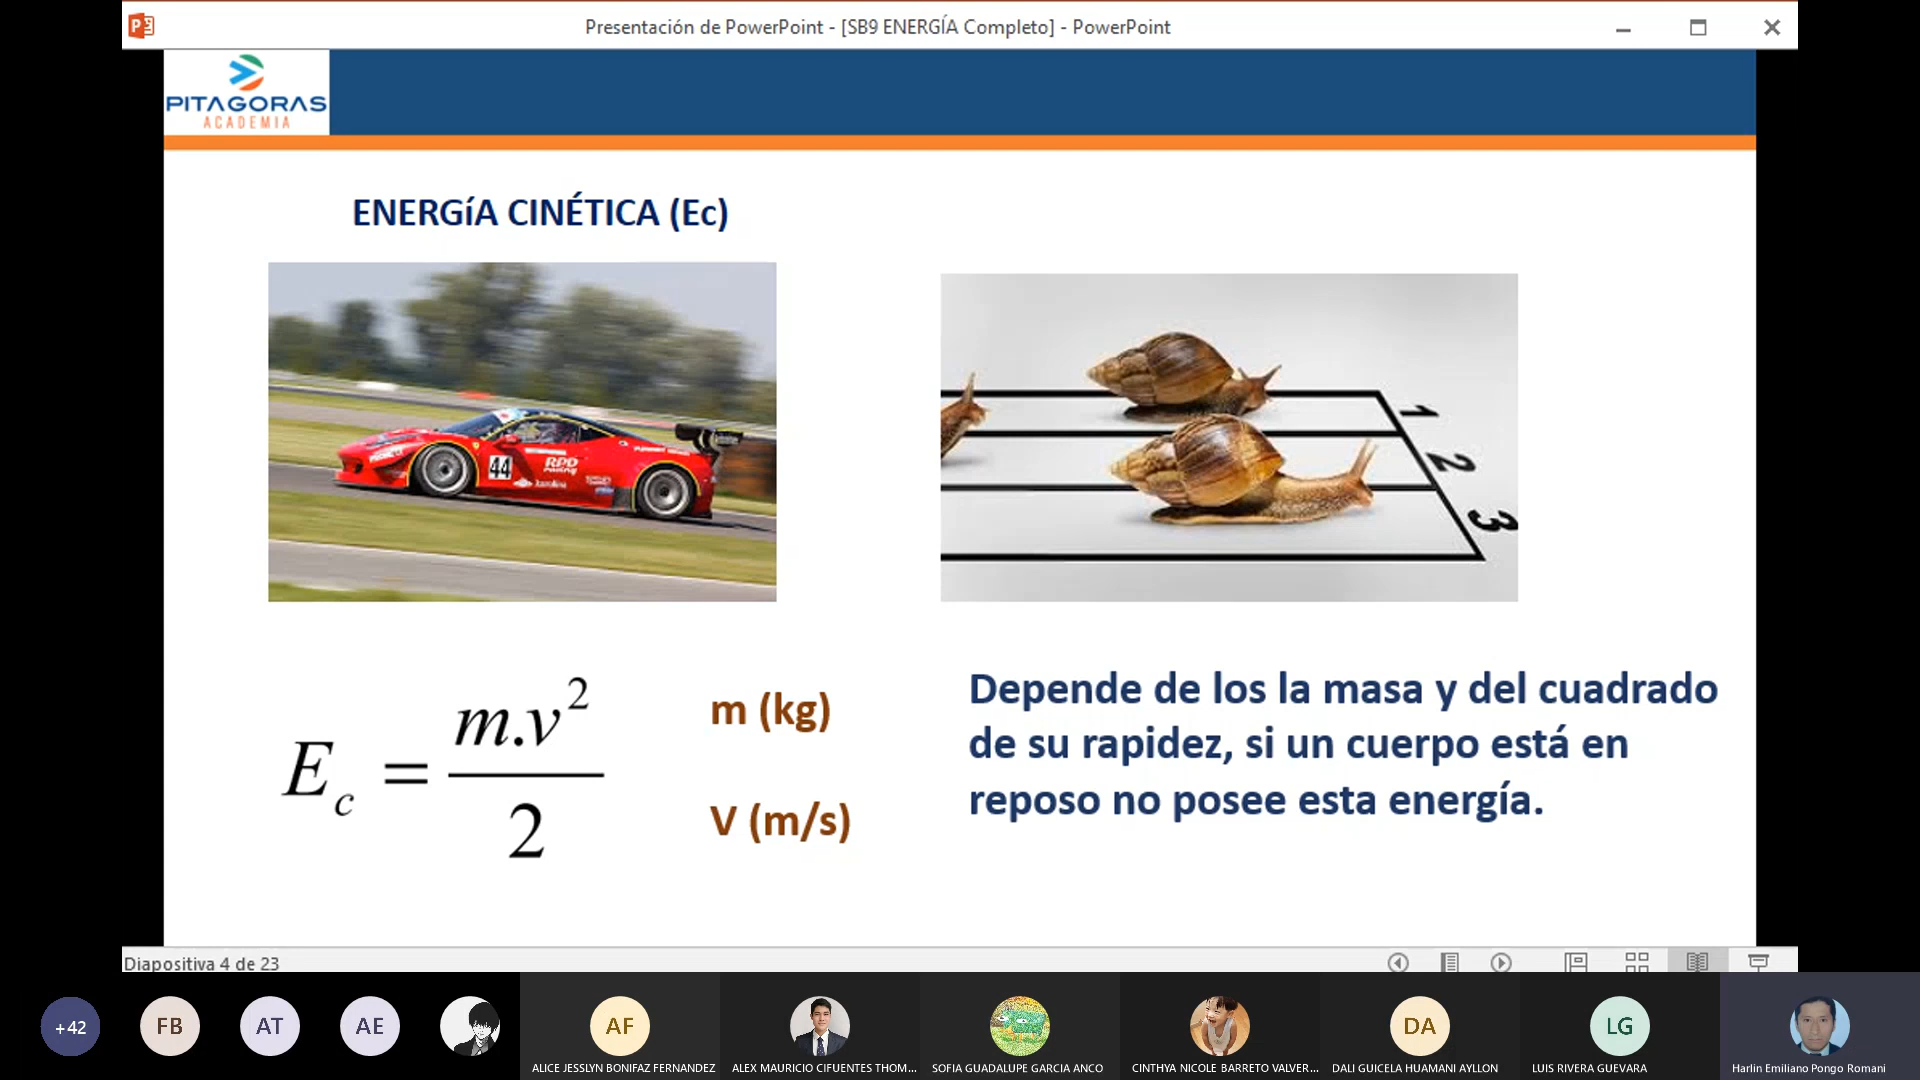 Presentación de PowerPoint - [SB9 ENERGÍA Completo] - PowerPoint
PITAGORAS
ACADEMIA
ENERGíA CINÉTICA (Ec)
44
RPD
racing
1
2
3
E_c = m.v^2 / 2
m (kg)
V (m/s)
Depende de los la masa y del cuadrado
de su rapidez, si un cuerpo está en
reposo no posee esta energía.
Diapositiva 4 de 23
+42
FB
AT
AE
AF
DA
LG
ALICE JESSLYN BONIFAZ FERNANDEZ
ALEX MAURICIO CIFUENTES THOM...
SOFIA GUADALUPE GARCIA ANCO
CINTHYA NICOLE BARRETO VALVER...
DALI GUICELA HUAMANI AYLLON
LUIS RIVERA GUEVARA
Harlin Emiliano Pongo Romani